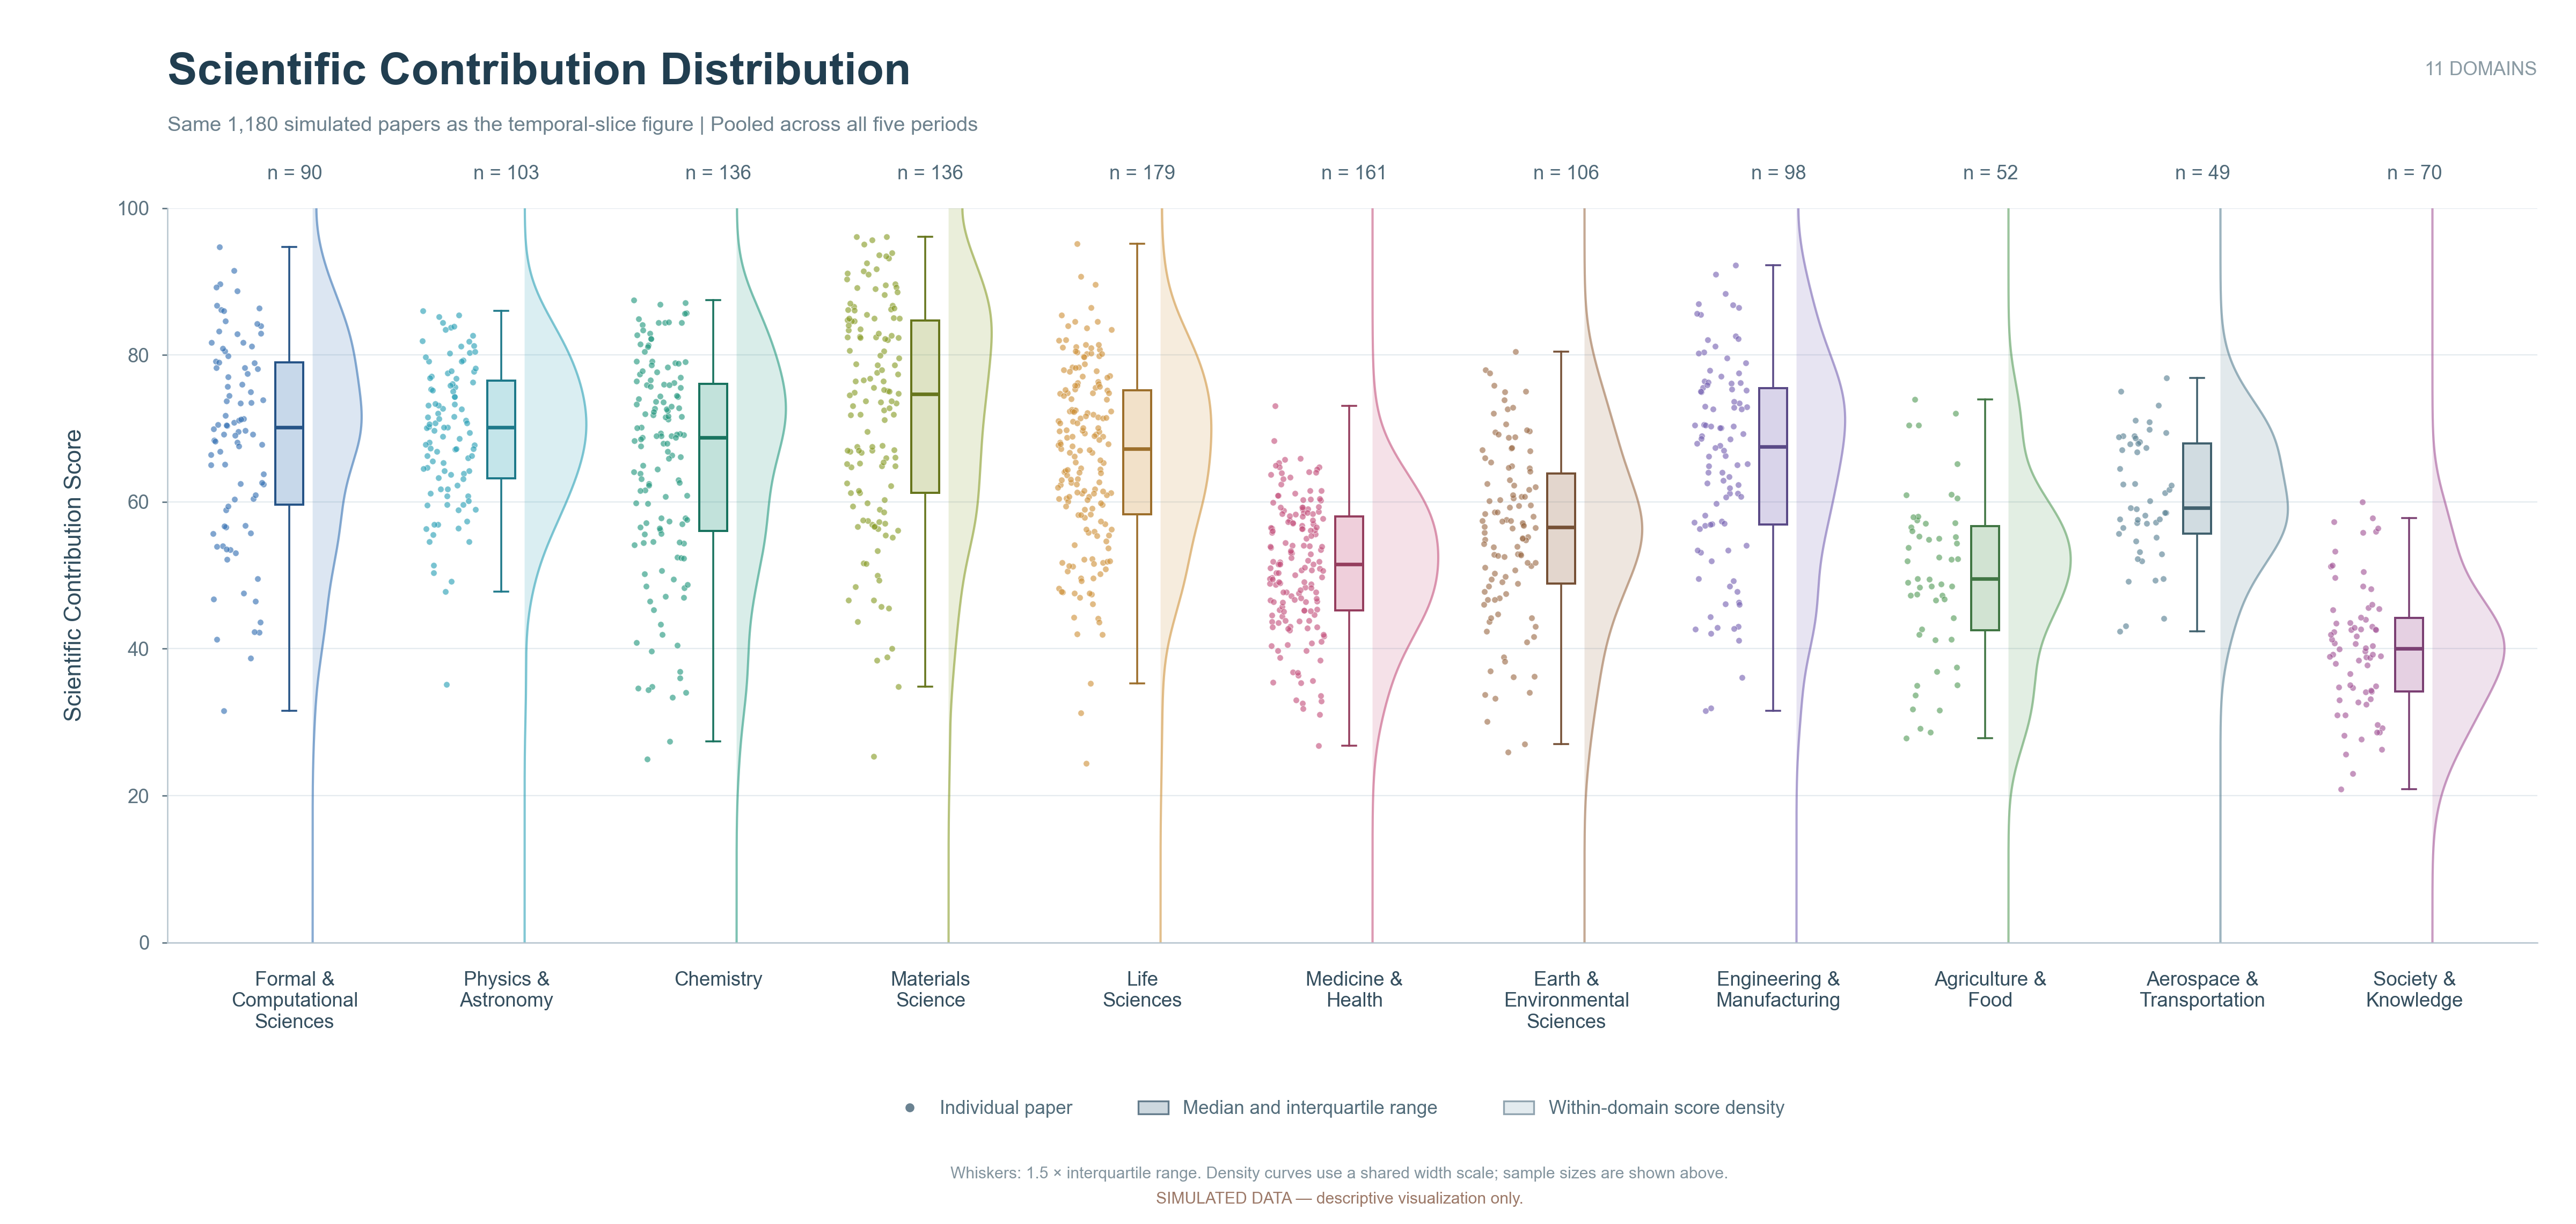 Scientific Contribution Distribution
11 DOMAINS
Same 1,180 simulated papers as the temporal-slice figure | Pooled across all five periods
n = 90
n = 103
n = 136
n = 136
n = 179
n = 161
n = 106
n = 98
n = 52
n = 49
n = 70
Scientific Contribution Score
100
80
60
40
20
0
Formal &
Computational
Sciences
Physics &
Astronomy
Chemistry
Materials
Science
Life
Sciences
Medicine &
Health
Earth &
Environmental
Sciences
Engineering &
Manufacturing
Agriculture &
Food
Aerospace &
Transportation
Society &
Knowledge
Individual paper
Median and interquartile range
Within-domain score density
Whiskers: 1.5 × interquartile range. Density curves use a shared width scale; sample sizes are shown above.
SIMULATED DATA — descriptive visualization only.